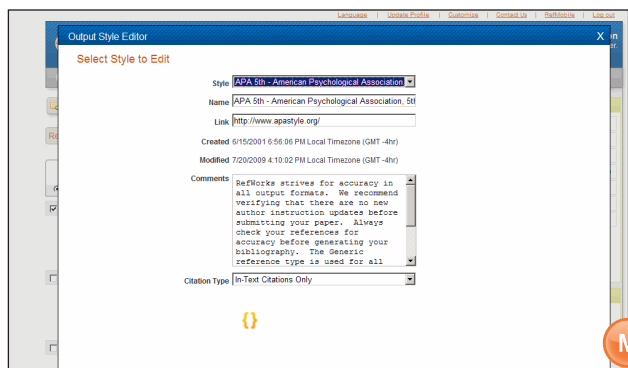 Language | Update Profile | Customize | Contact Us | RefMobile | Log out
Output Style Editor X
Select Style to Edit
Style APA 5th - American Psychological Association
Name APA 5th - American Psychological Association, 5th
Link http://www.apastyle.org/
Created 6/15/2001 6:56:06 PM Local Timezone (GMT -4hr)
Modified 7/20/2009 4:10:02 PM Local Timezone (GMT -4hr)
Comments RefWorks strives for accuracy in
all output formats. We recommend
verifying that there are no new
author instruction updates before
submitting your paper. Always
check your references for
accuracy before generating your
bibliography. The Generic
reference type is used for all
Citation Type In-Text Citations Only
{}